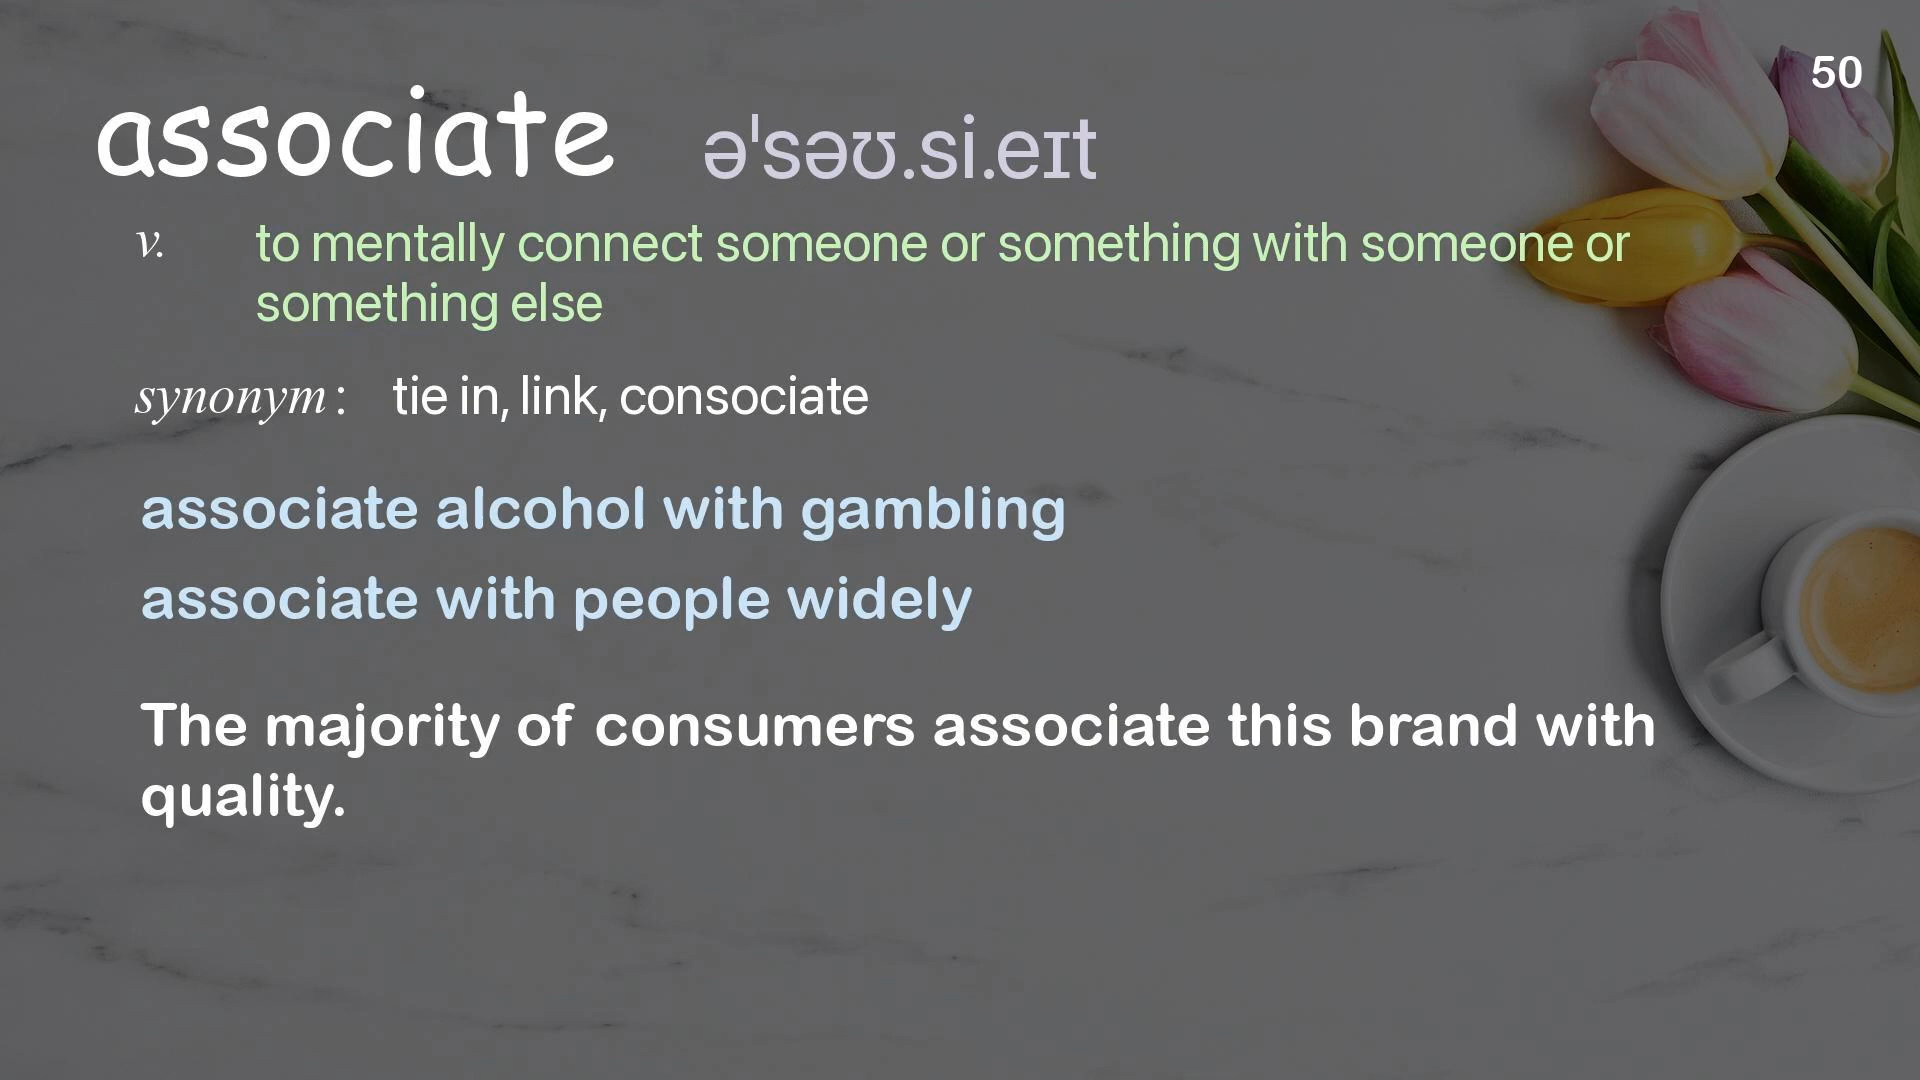 50
associate əˈsəʊ.si.eɪt
v. to mentally connect someone or something with someone or
something else
synonym : tie in, link, consociate
associate alcohol with gambling
associate with people widely
The majority of consumers associate this brand with
quality.